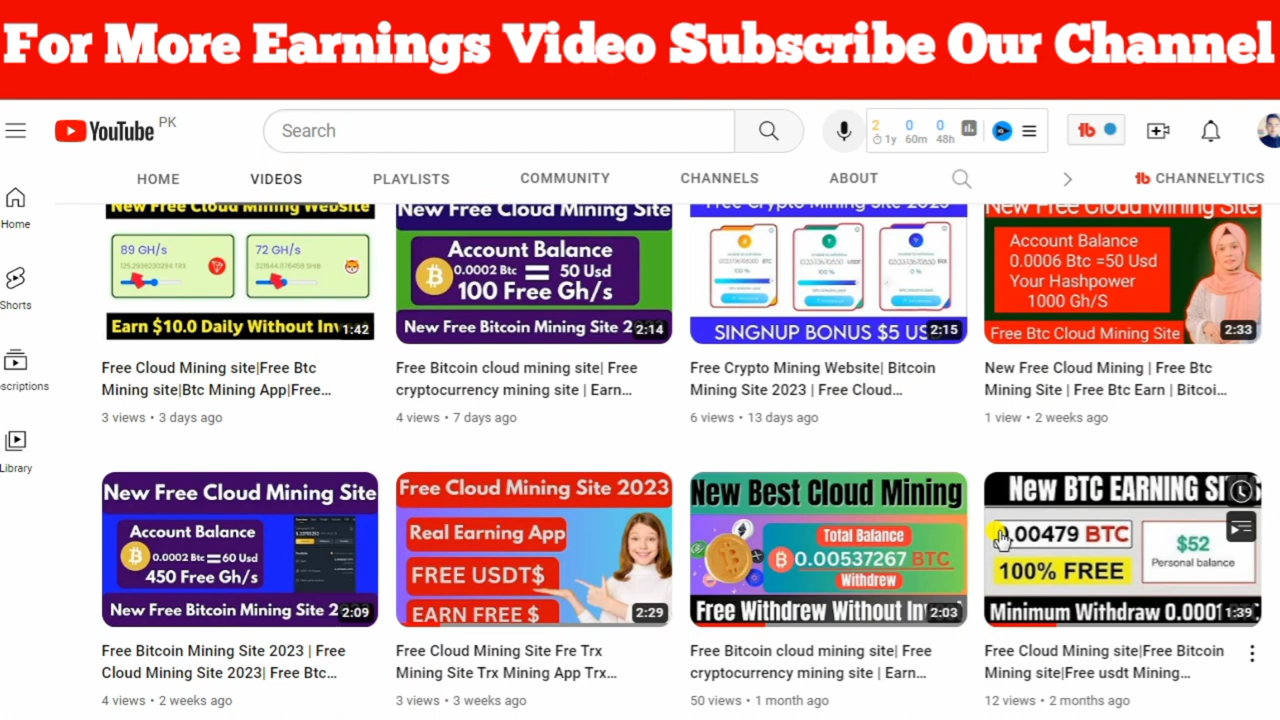 For More Earnings Video Subscribe Our Channel
YouTube PK
Search
2 0 0
1y 60m 48h
HOME VIDEOS PLAYLISTS COMMUNITY CHANNELS ABOUT CHANNELYTICS
Home
Shorts
scriptions
Library
New Free Cloud Mining Website
89 GH/s
72 GH/s
Earn $10.0 Daily Without Inv
1:42
Free Cloud Mining site|Free Btc
Mining site|Btc Mining App|Free...
3 views • 3 days ago
New Free Cloud Mining Site
Account Balance
0.0002 Btc = 50 Usd
100 Free Gh/s
New Free Bitcoin Mining Site 2
2:14
Free Bitcoin cloud mining site| Free
cryptocurrency mining site | Earn...
4 views • 7 days ago
Free Crypto Mining Site 2023
100 %
100 %
0 %
SINGNUP BONUS $5 US
2:15
Free Crypto Mining Website| Bitcoin
Mining Site 2023 | Free Cloud...
6 views • 13 days ago
New Free Cloud Mining Site
Account Balance
0.0006 Btc =50 Usd
Your Hashpower
1000 Gh/S
Free Btc Cloud Mining Site
2:33
New Free Cloud Mining | Free Btc
Mining Site | Free Btc Earn | Bitcoi...
1 view • 2 weeks ago
New Free Cloud Mining Site
Account Balance
0.0002 Btc=60 Usd
450 Free Gh/s
New Free Bitcoin Mining Site 2
2:09
Free Bitcoin Mining Site 2023 | Free
Cloud Mining Site 2023| Free Btc...
4 views • 2 weeks ago
Free Cloud Mining Site 2023
Real Earning App
FREE USDT$
EARN FREE $
2:29
Free Cloud Mining Site Fre Trx
Mining Site Trx Mining App Trx...
3 views • 3 weeks ago
New Best Cloud Mining
Total Balance
0.00537267 BTC
Withdrew
Free Withdrew Without In
2:03
Free Bitcoin cloud mining site| Free
cryptocurrency mining site | Earn...
50 views • 1 month ago
New BTC EARNING SI
.00479 BTC
100% FREE
$52
Personal balance
Minimum Withdraw 0.0001
1:39
Free Cloud Mining site|Free Bitcoin
Mining site|Free usdt Mining...
12 views • 2 months ago